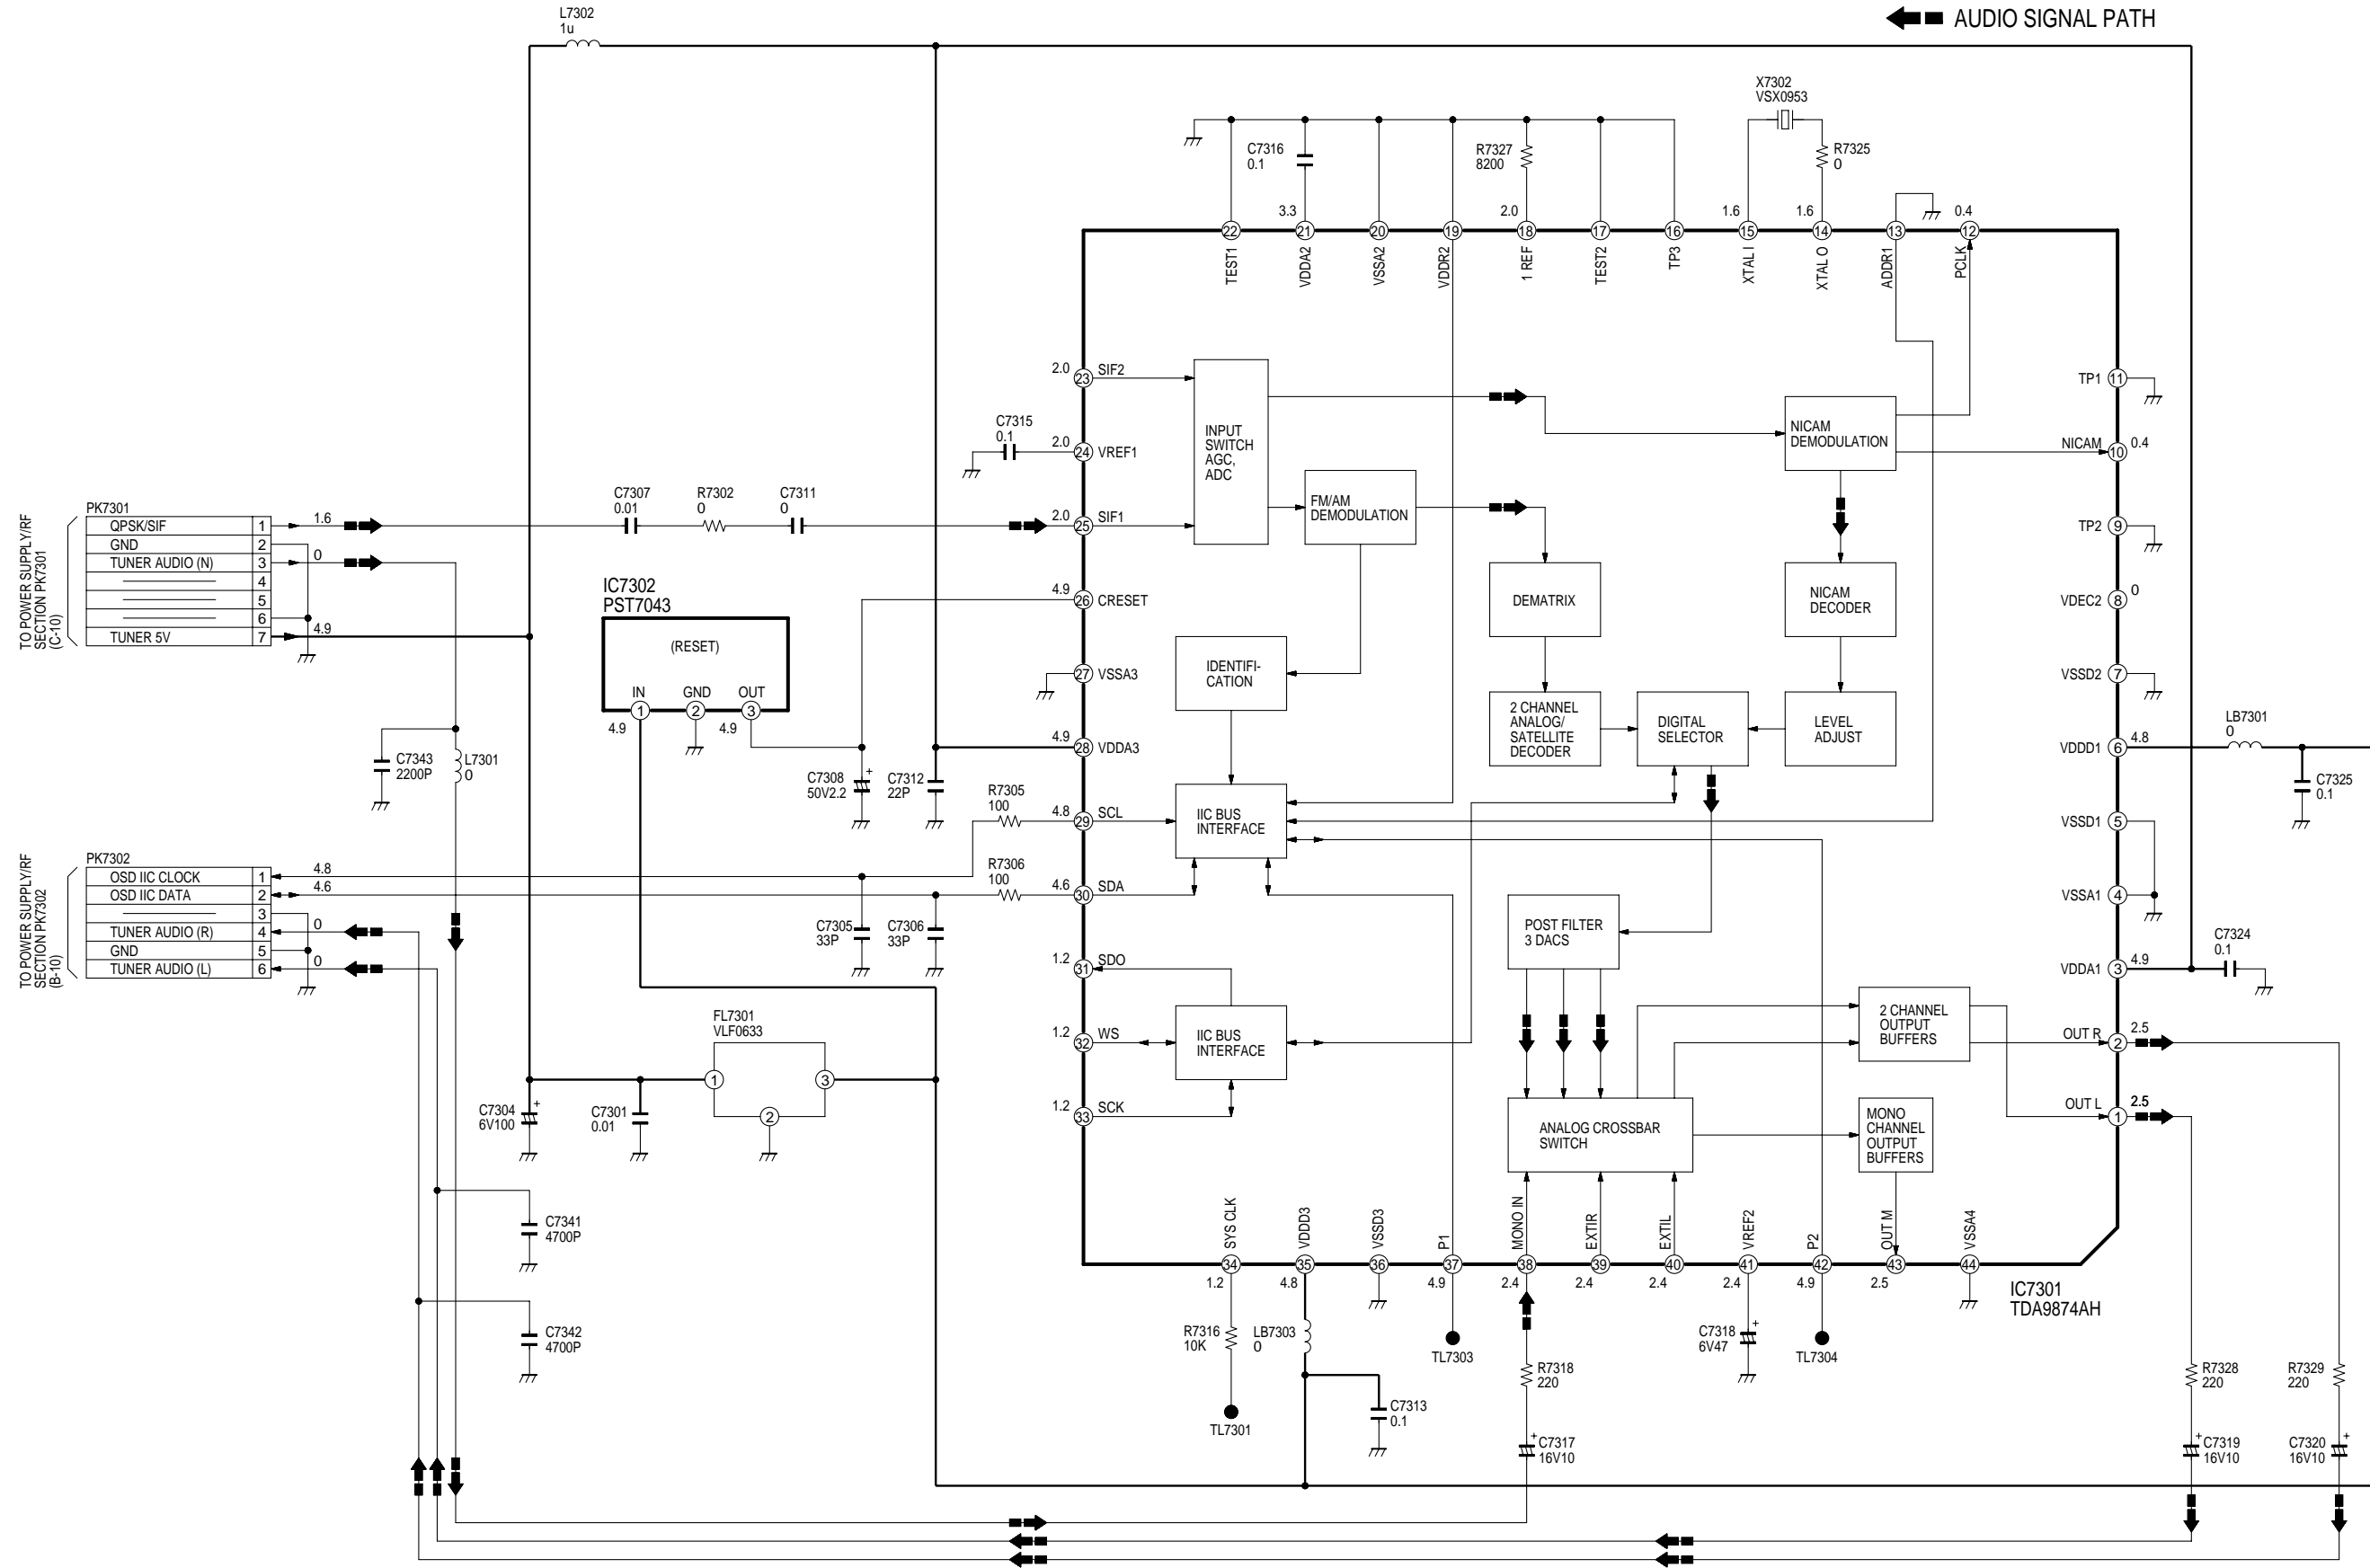 AUDIO SIGNAL PATH
L7302
1u
X7302
VSX0953
C7316
0.1
R7327
8200
R7325
0
3.3
2.0
1.6
1.6
0.4
22
21
20
19
18
17
16
15
14
13
12
TEST1
VDDA2
VSSA2
VDDR2
1 REF
TEST2
TP3
XTAL I
XTAL O
ADDR1
PCLK
2.0
23
SIF2
C7315
0.1
2.0
24
VREF1
2.0
25
SIF1
4.9
26
CRESET
27
VSSA3
4.9
28
VDDA3
4.8
29
SCL
4.6
30
SDA
1.2
31
SDO
1.2
32
WS
1.2
33
SCK
INPUT
SWITCH
AGC,
ADC
FM/AM
DEMODULATION
NICAM
DEMODULATION
DEMATRIX
NICAM
DECODER
IDENTIFI-
CATION
2 CHANNEL
ANALOG/
SATELLITE
DECODER
DIGITAL
SELECTOR
LEVEL
ADJUST
IIC BUS
INTERFACE
POST FILTER
3 DACS
IIC BUS
INTERFACE
2 CHANNEL
OUTPUT
BUFFERS
ANALOG CROSSBAR
SWITCH
MONO
CHANNEL
OUTPUT
BUFFERS
TP1
11
NICAM
10
0.4
TP2
9
VDEC2
8
0
VSSD2
7
VDDD1
6
4.8
VSSD1
5
VSSA1
4
VDDA1
3
4.9
OUT R
2
2.5
OUT L
1
2.5
LB7301
0
C7325
0.1
C7324
0.1
TO POWER SUPPLY/RF
SECTION PK7301
(C-10)
PK7301
QPSK/SIF 1 1.6
GND 2
TUNER AUDIO (N) 3 0
4
5
6
TUNER 5V 7 4.9
C7307
0.01
R7302
0
C7311
0
IC7302
PST7043
(RESET)
IN GND OUT
1 2 3
4.9 4.9
C7343
2200P
L7301
0
C7308
50V2.2
+
C7312
22P
R7305
100
R7306
100
TO POWER SUPPLY/RF
SECTION PK7302
(B-10)
PK7302
OSD IIC CLOCK 1 4.8
OSD IIC DATA 2 4.6
3
TUNER AUDIO (R) 4 0
GND 5
TUNER AUDIO (L) 6 0
C7305
33P
C7306
33P
FL7301
VLF0633
1 3
2
C7304
6V100
+
C7301
0.01
C7341
4700P
C7342
4700P
SYS CLK
VDDD3
VSSD3
P1
MONO IN
EXTIR
EXTIL
VREF2
P2
OUT M
VSSA4
34
35
36
37
38
39
40
41
42
43
44
1.2
4.8
4.9
2.4
2.4
2.4
2.4
4.9
2.5
IC7301
TDA9874AH
R7316
10K
LB7303
0
TL7303
C7318
6V47
+
TL7304
R7318
220
R7328
220
R7329
220
TL7301
C7313
0.1
C7317
16V10
+
C7319
16V10
+
C7320
16V10
+